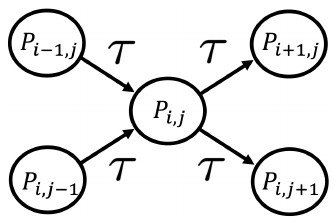 P_{i-1,j} τ τ P_{i+1,j}
P_{i,j}
P_{i,j-1} τ τ P_{i,j+1}